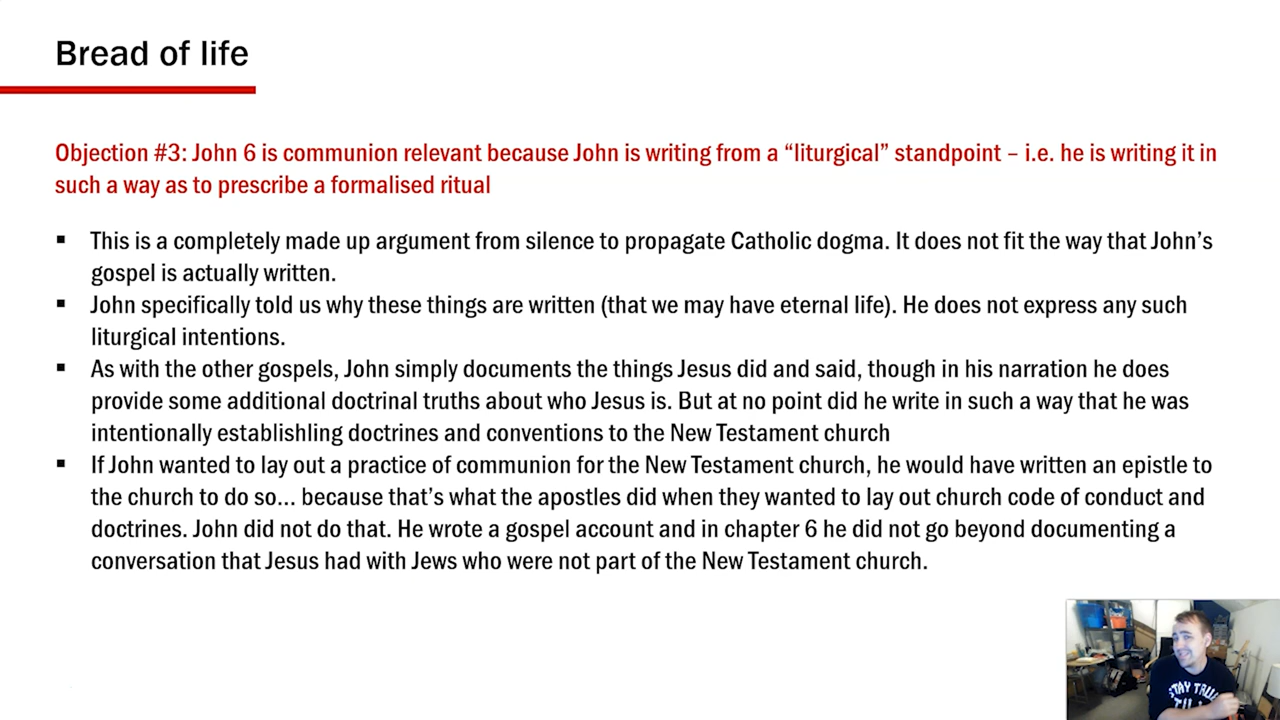 Bread of life
Objection #3: John 6 is communion relevant because John is writing from a “liturgical” standpoint – i.e. he is writing it in
such a way as to prescribe a formalised ritual
▪ This is a completely made up argument from silence to propagate Catholic dogma. It does not fit the way that John’s
gospel is actually written.
▪ John specifically told us why these things are written (that we may have eternal life). He does not express any such
liturgical intentions.
▪ As with the other gospels, John simply documents the things Jesus did and said, though in his narration he does
provide some additional doctrinal truths about who Jesus is. But at no point did he write in such a way that he was
intentionally establishling doctrines and conventions to the New Testament church
▪ If John wanted to lay out a practice of communion for the New Testament church, he would have written an epistle to
the church to do so... because that’s what the apostles did when they wanted to lay out church code of conduct and
doctrines. John did not do that. He wrote a gospel account and in chapter 6 he did not go beyond documenting a
conversation that Jesus had with Jews who were not part of the New Testament church.
STAY TRUE